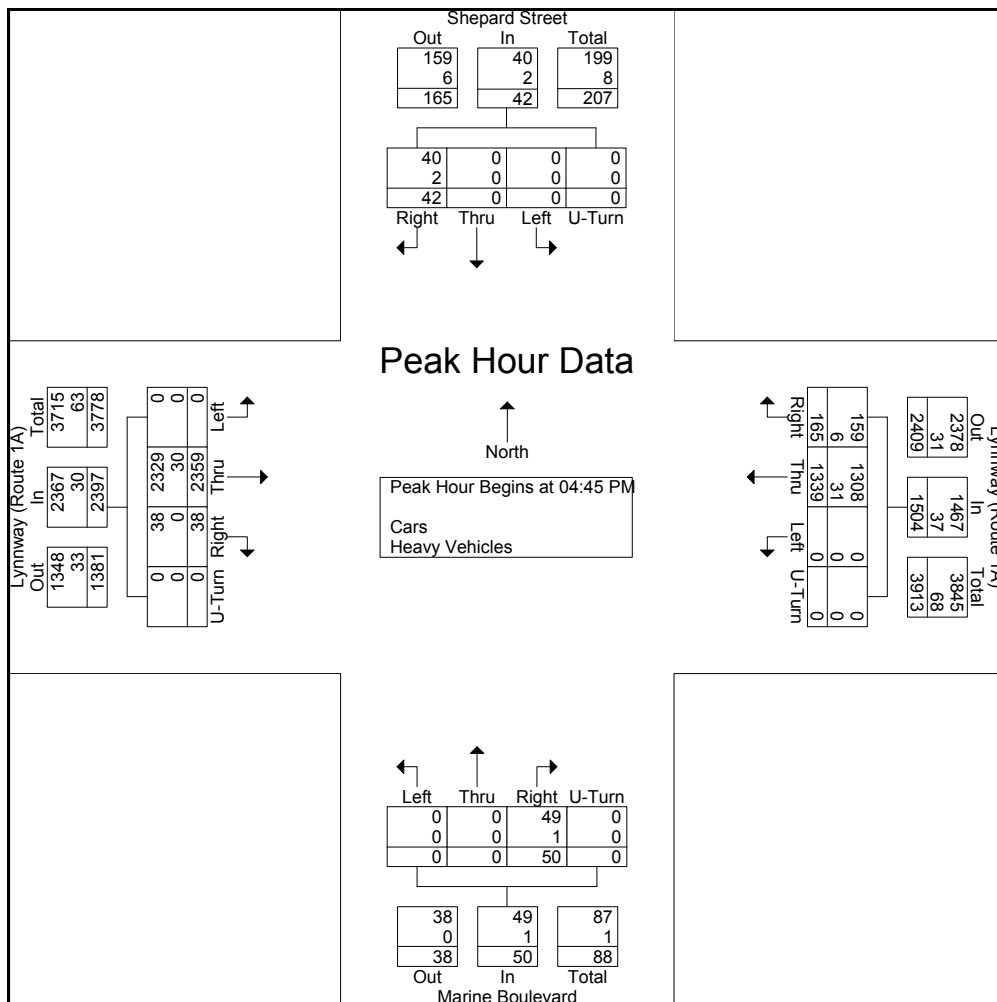 Shepard Street
Out In Total
159 40 199
6 2 8
165 42 207
40 0 0 0
2 0 0 0
42 0 0 0
Right Thru Left U-Turn
Peak Hour Data
North
Peak Hour Begins at 04:45 PM
Cars
Heavy Vehicles
Lynnway (Route 1A)
Out In Total
1348 2367 3715
33 30 63
1381 2397 3778
0 38 2329 0
0 0 30 0
0 38 2359 0
U-Turn Right Thru Left
Lynnway (Route 1A)
Out In Total
2378 1467 3845
31 37 68
2409 1504 3913
159 1308 0 0
6 31 0 0
165 1339 0 0
Right Thru Left U-Turn
Left Thru Right U-Turn
0 0 49 0
0 0 1 0
0 0 50 0
38 49 87
0 1 1
38 50 88
Out In Total
Marine Boulevard